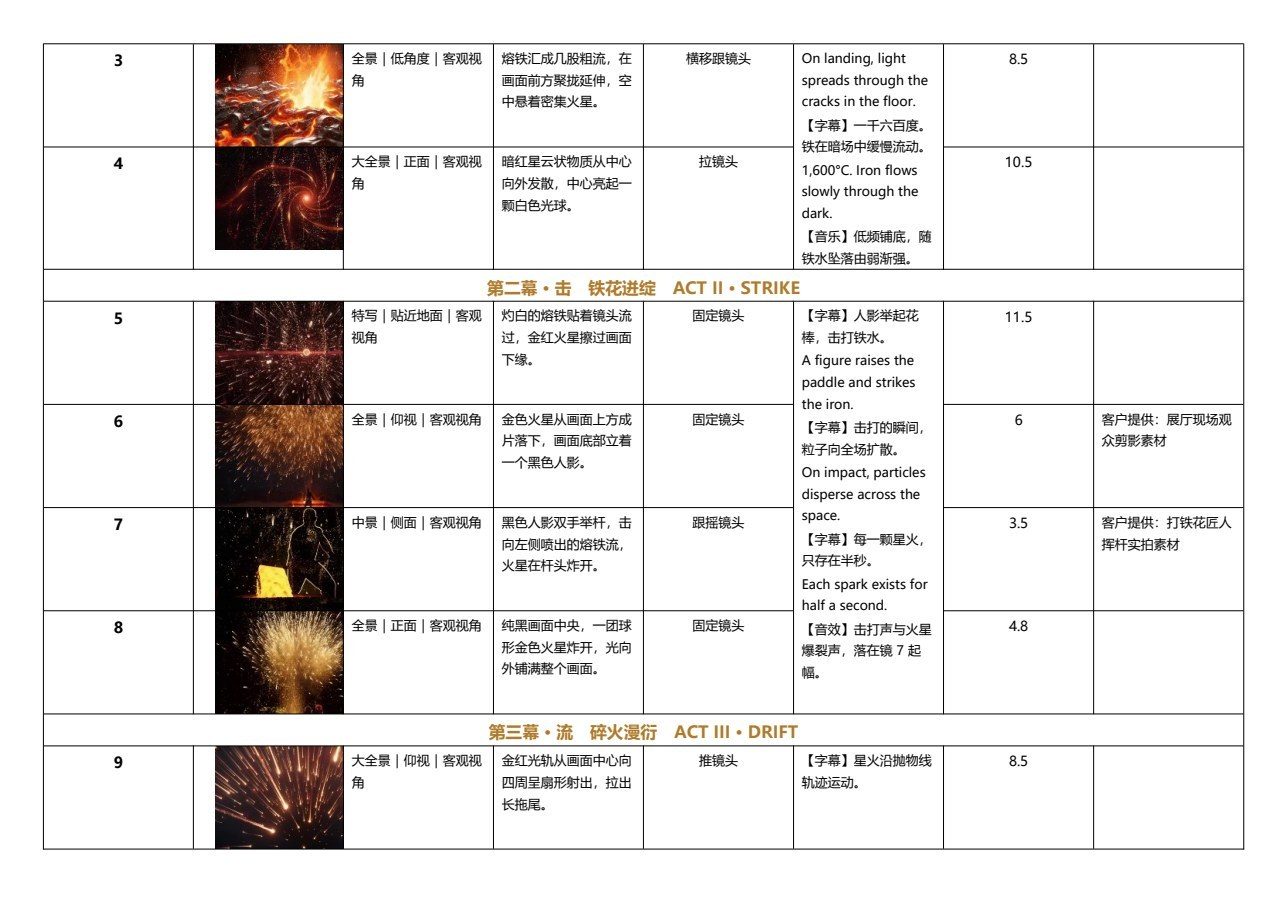 3
全景 | 低角度 | 客观视
角
熔铁汇成几股粗流，在
画面前方聚拢延伸，空
中悬着密集火星。
横移跟镜头
On landing, light
spreads through the
cracks in the floor.
【字幕】一千六百度。
铁在暗场中缓慢流动。
1,600°C. Iron flows
slowly through the
dark.
【音乐】低频铺底，随
铁水坠落由弱渐强。
8.5
4
大全景 | 正面 | 客观视
角
暗红星云状物质从中心
向外发散，中心亮起一
颗白色光球。
拉镜头
10.5
第二幕 • 击　铁花迸绽　ACT II • STRIKE
5
特写 | 贴近地面 | 客观
视角
灼白的熔铁贴着镜头流
过，金红火星擦过画面
下缘。
固定镜头
【字幕】人影举起花
棒，击打铁水。
A figure raises the
paddle and strikes
the iron.
【字幕】击打的瞬间，
粒子向全场扩散。
On impact, particles
disperse across the
space.
【字幕】每一颗星火，
只存在半秒。
Each spark exists for
half a second.
【音效】击打声与火星
爆裂声，落在镜 7 起
幅。
11.5
6
全景 | 仰视 | 客观视角
金色火星从画面上方成
片落下，画面底部立着
一个黑色人影。
固定镜头
6
客户提供：展厅现场观
众剪影素材
7
中景 | 侧面 | 客观视角
黑色人影双手举杆，击
向左侧喷出的熔铁流，
火星在杆头炸开。
跟摇镜头
3.5
客户提供：打铁花匠人
挥杆实拍素材
8
全景 | 正面 | 客观视角
纯黑画面中央，一团球
形金色火星炸开，光向
外铺满整个画面。
固定镜头
4.8
第三幕 • 流　碎火漫衍　ACT III • DRIFT
9
大全景 | 仰视 | 客观视
角
金红光轨从画面中心向
四周呈扇形射出，拉出
长拖尾。
推镜头
【字幕】星火沿抛物线
轨迹运动。
8.5